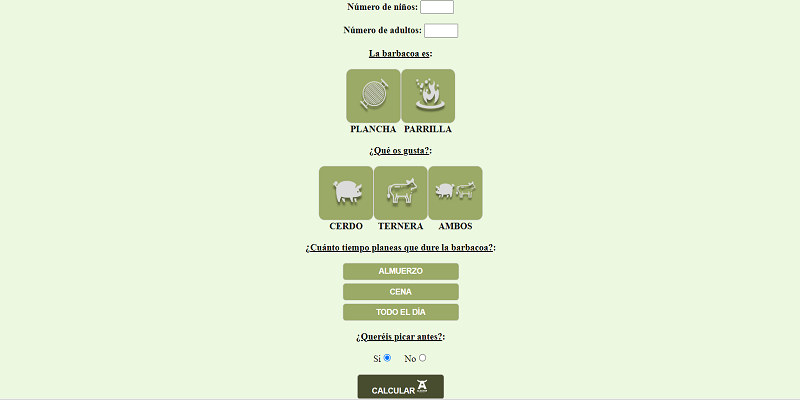 Número de niños:
Número de adultos:
La barbacoa es:
PLANCHA PARRILLA
¿Qué os gusta?:
CERDO TERNERA AMBOS
¿Cuánto tiempo planeas que dure la barbacoa?:
ALMUERZO
CENA
TODO EL DÍA
¿Queréis picar antes?:
Si No
CALCULAR